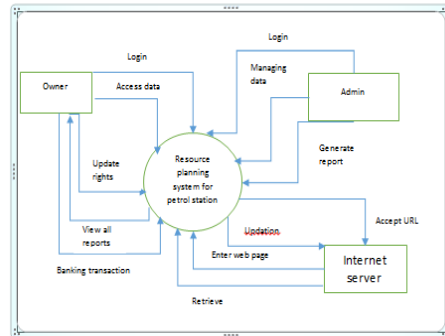 Login
Login
Managing
data
Owner
Access data
Admin
Resource
planning
system for
petrol station
Generate
report
Update
rights
View all
reports
Accept URL
Updation
Enter web page
Internet
server
Banking transaction
Retrieve